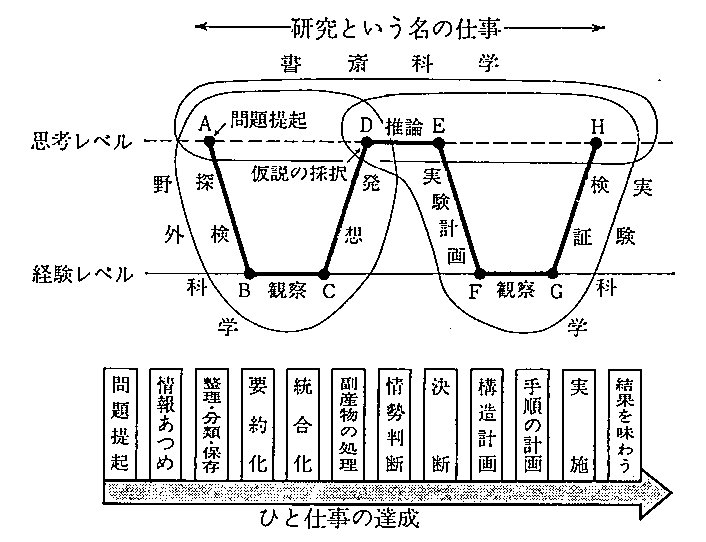 研究という名の仕事
書斎科学
A 問題提起
D 推論 E
H
思考レベル
仮説の採択
野外科学
探検
発想
実験計画
検証
実験科学
経験レベル
B 観察 C
F 観察 G
問題提起
情報あつめ
整理・分類・保存
要約化
統合化
副産物の処理
情勢判断
決断
構造計画
手順の計画
実施
結果を味わう
ひと仕事の達成